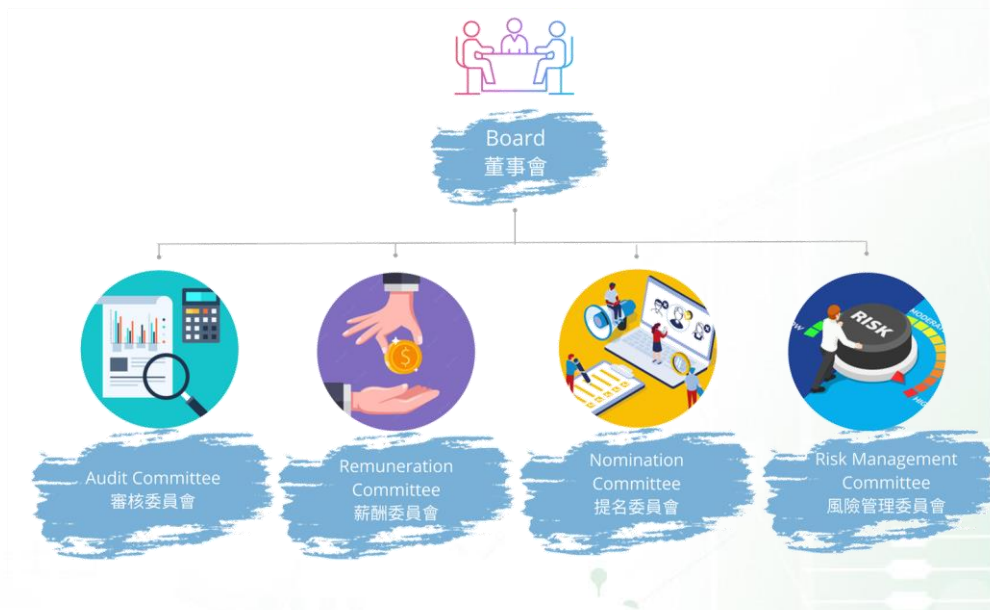 Board
董事會
RISK
MODERA
Audit Committee
審核委員會
Remuneration
Committee
薪酬委員會
Nomination
Committee
提名委員會
Risk Management
Committee
風險管理委員會